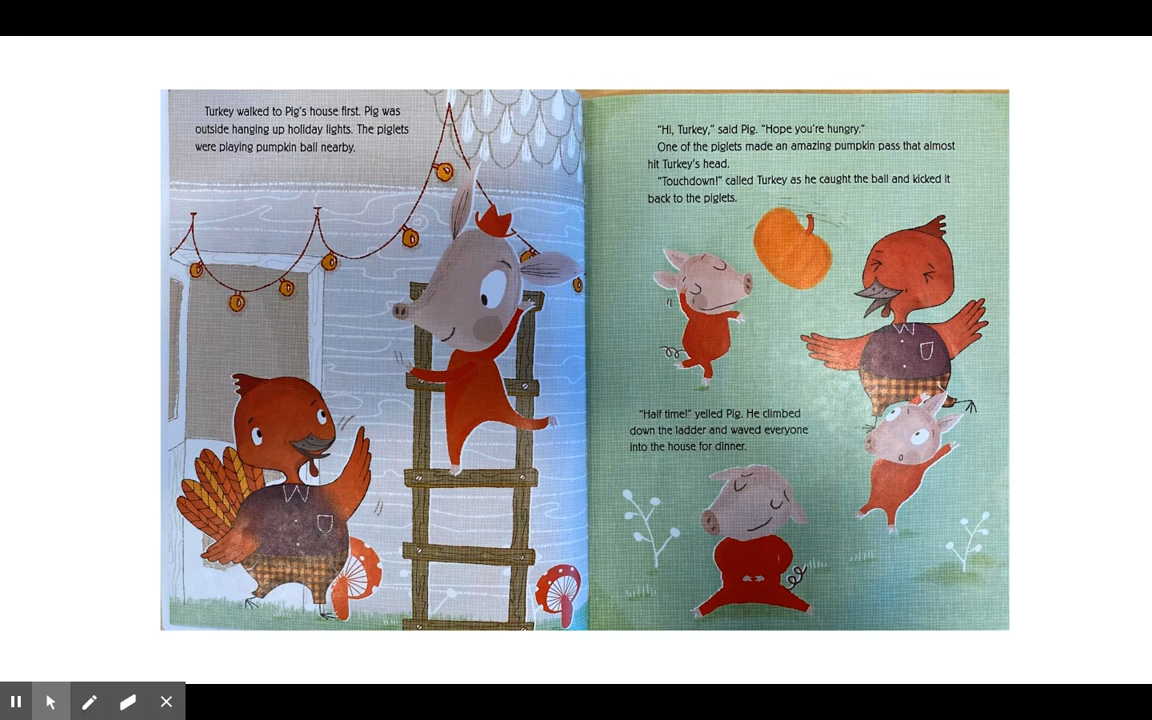 Turkey walked to Pig's house first. Pig was
outside hanging up holiday lights. The piglets
were playing pumpkin ball nearby.
"Hi, Turkey," said Pig. "Hope you're hungry."
One of the piglets made an amazing pumpkin pass that almost
hit Turkey's head.
"Touchdown!" called Turkey as he caught the ball and kicked it
back to the piglets.
"Half time!" yelled Pig. He climbed
down the ladder and waved everyone
into the house for dinner.